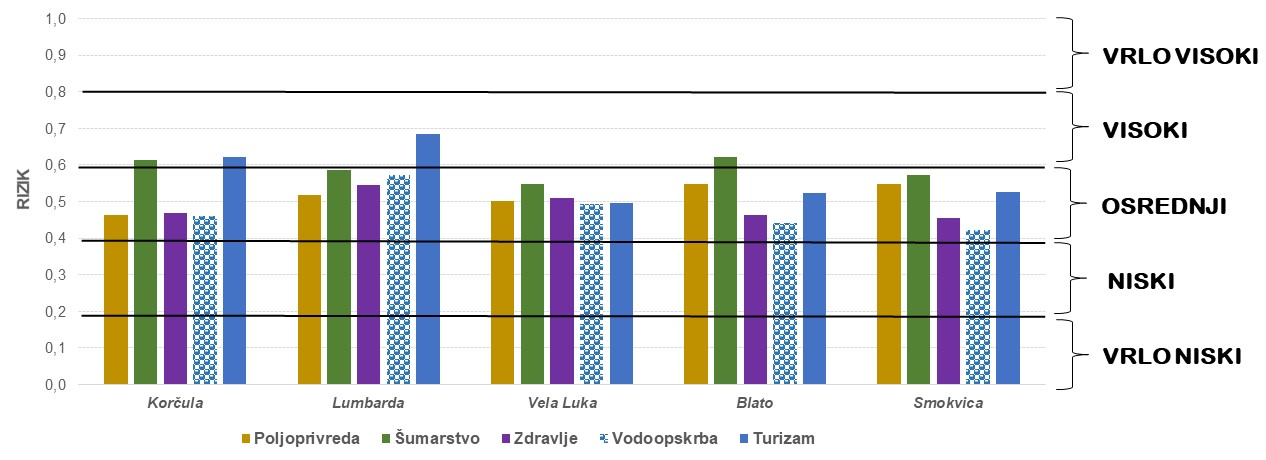 1,0
0,9
0,8
0,7
0,6
0,5
0,4
0,3
0,2
0,1
0,0
RIZIK
VRLO VISOKI
VISOKI
OSREDNJI
NISKI
VRLO NISKI
Korčula Lumbarda Vela Luka Blato Smokvica
Poljoprivreda Šumarstvo Zdravlje Vodoopskrba Turizam